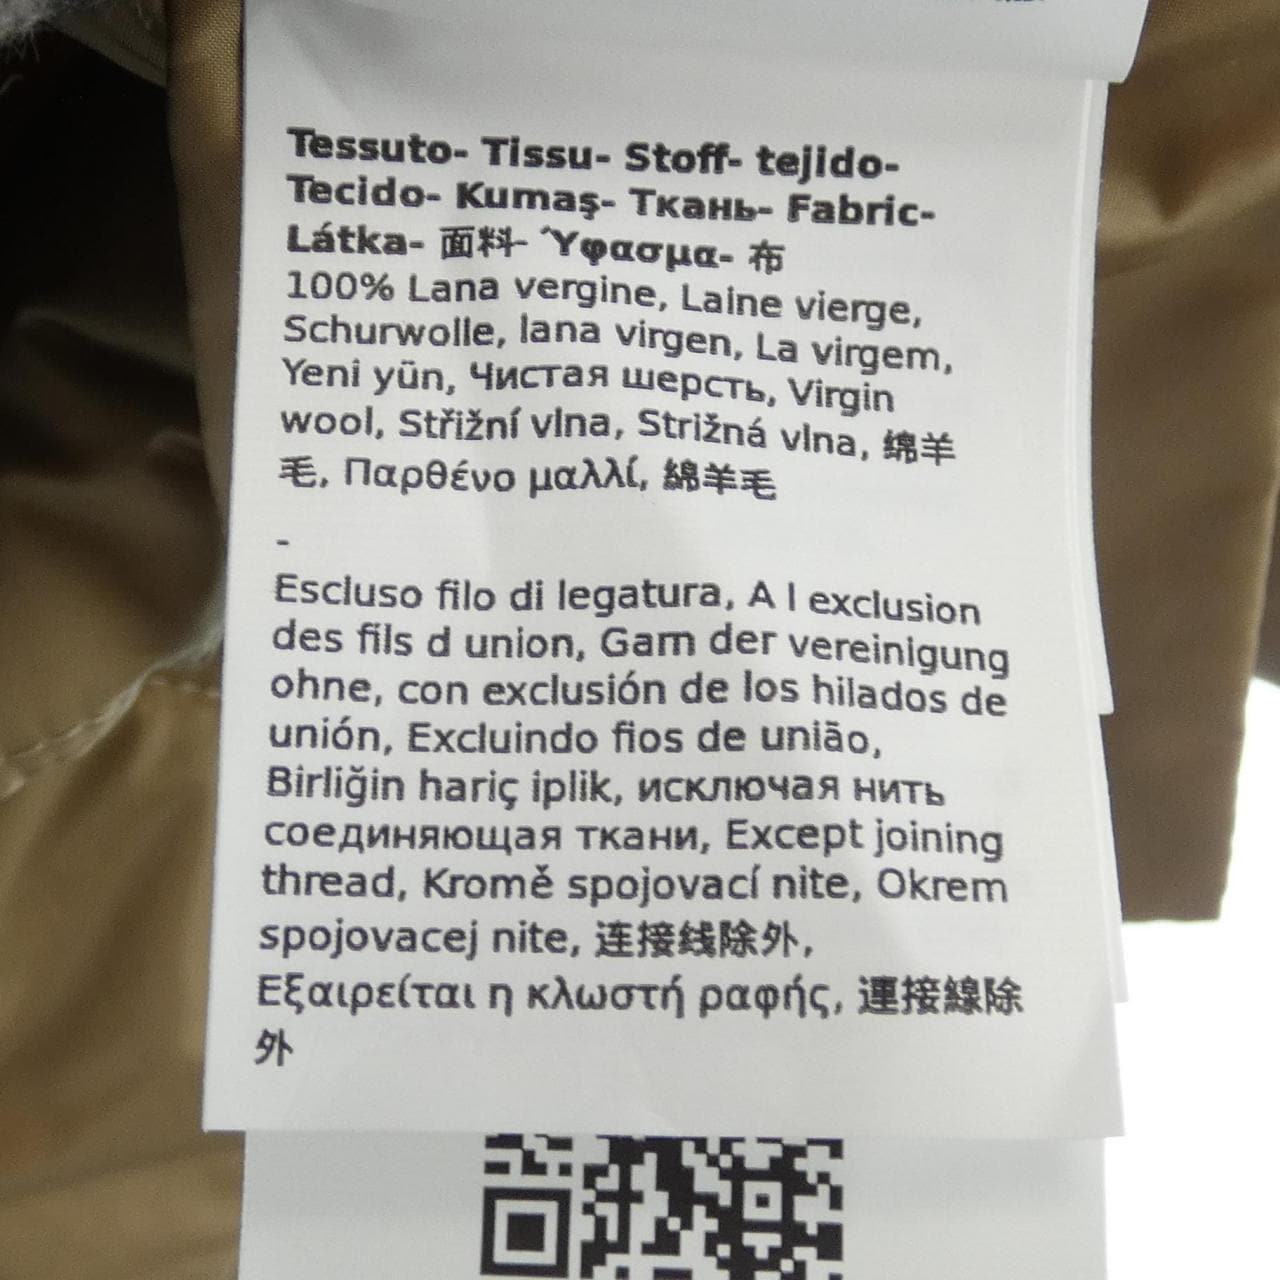 Tessuto- Tissu- Stoff- tejido-
Tecido- Kumaş- Ткань- Fabric-
Látka- 面料- Ύφασμα- 布
100% Lana vergine, Laine vierge,
Schurwolle, lana virgen, La virgem,
Yeni yün, Чистая шерсть, Virgin
wool, Střižní vlna, Strižná vlna, 绵羊
毛, Παρθένο μαλλί, 綿羊毛
-
Escluso filo di legatura, A l exclusion
des fils d union, Garn der vereinigung
ohne, con exclusión de los hilados de
unión, Excluindo fios de união,
Birliğin hariç iplik, исключая нить
соединяющая ткани, Except joining
thread, Kromě spojovací nite, Okrem
spojovacej nite, 连接线除外,
Εξαιρείται η κλωστή ραφής, 連接線除
外